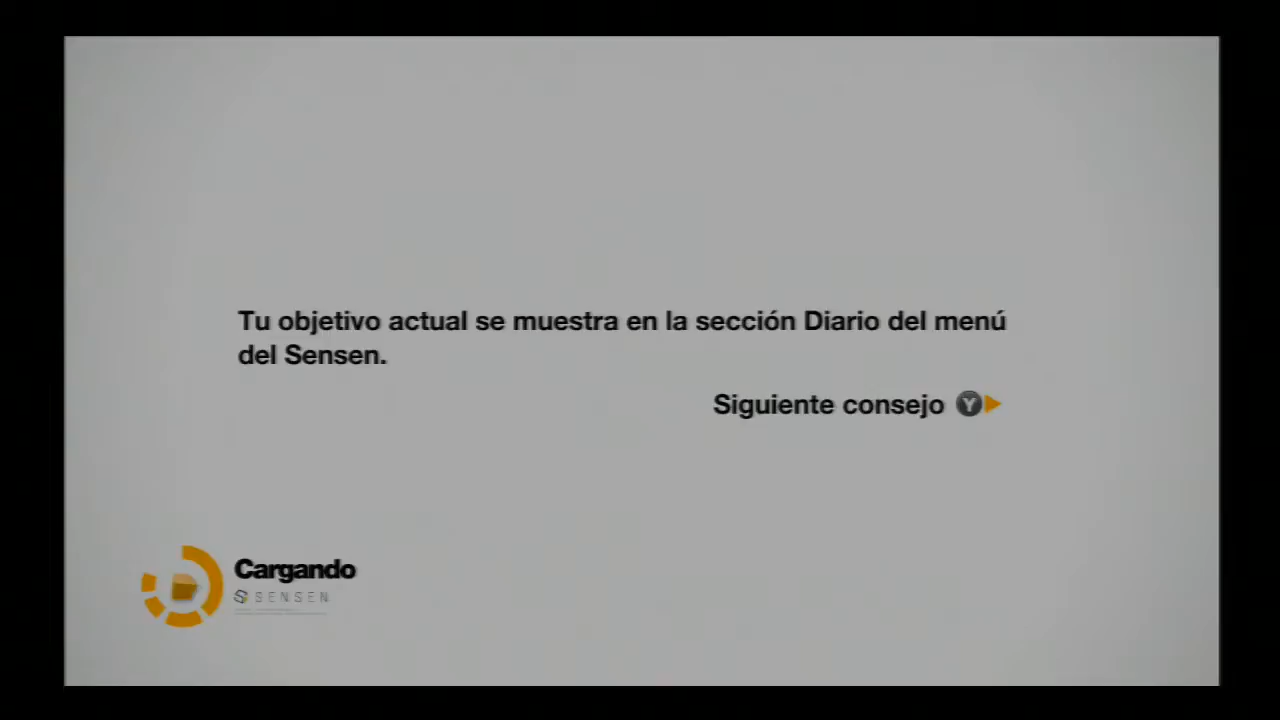 Tu objetivo actual se muestra en la sección Diario del menú
del Sensen.
Siguiente consejo Y
Cargando
SENSEN